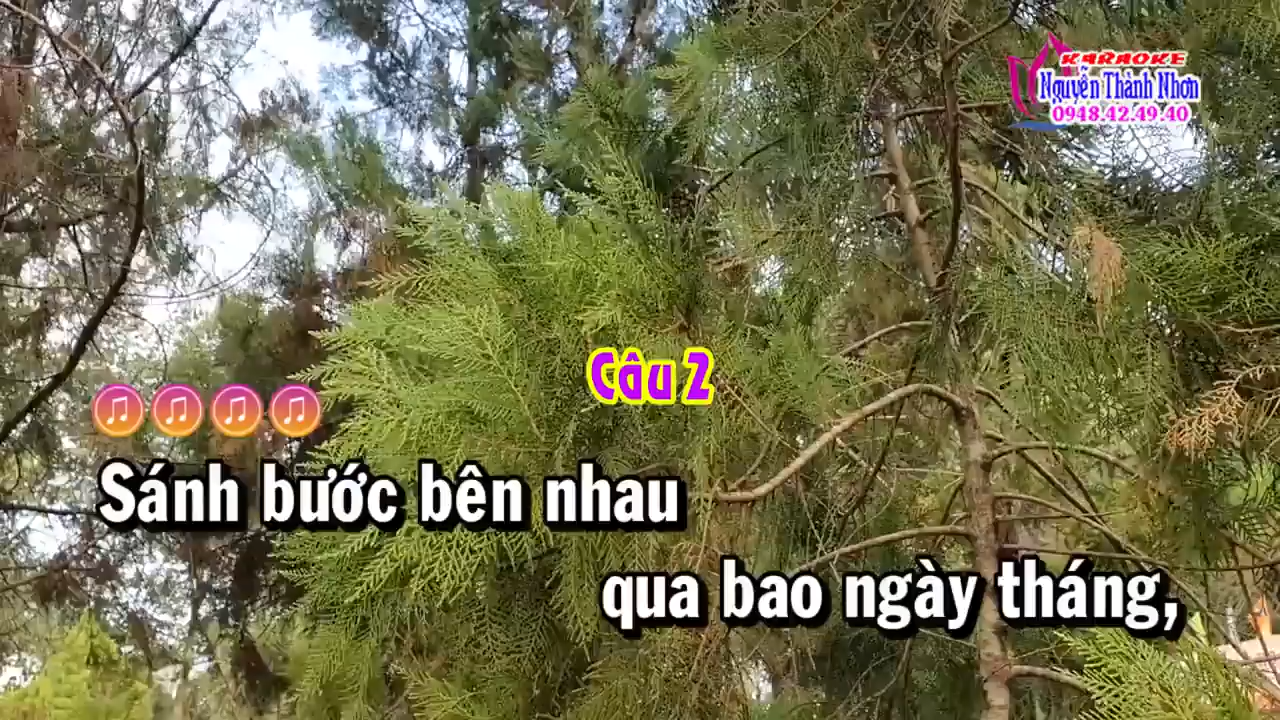 KARAOKE
Nguyễn Thành Nhơn
0948.42.49.40
Câu 2
Sánh bước bên nhau
qua bao ngày tháng,